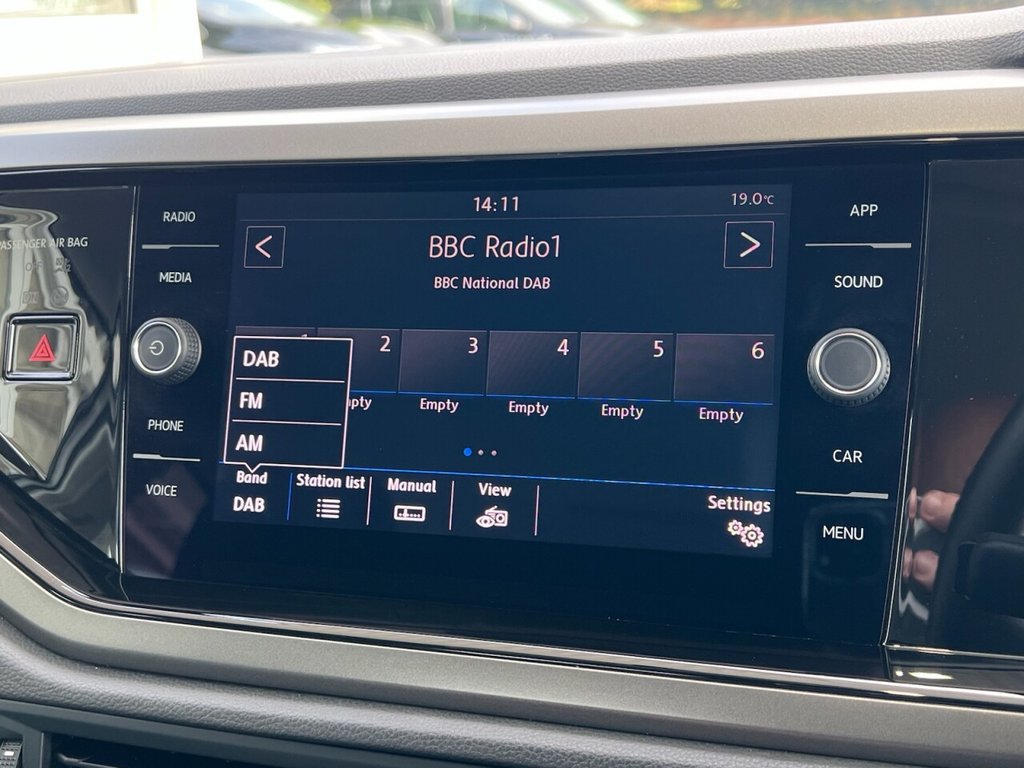 RADIO
MEDIA
PHONE
VOICE
14:11
19.0°C
<
BBC Radio1
>
BBC National DAB
2
3
4
5
6
Empty
Empty
Empty
Empty
DAB
FM
AM
Band
DAB
Station list
Manual
View
Settings
APP
SOUND
CAR
MENU
AIR BAG